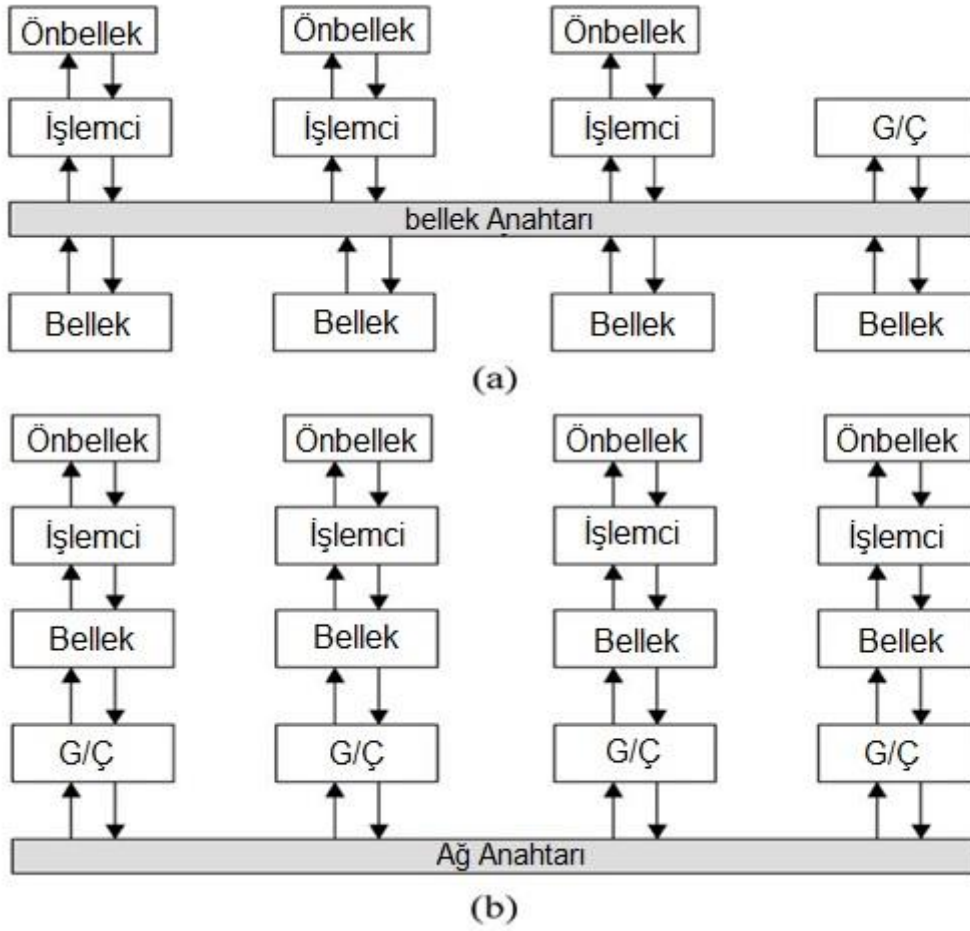 Önbellek Önbellek Önbellek
İşlemci İşlemci İşlemci G/Ç
bellek Anahtarı
Bellek Bellek Bellek Bellek
(a)
Önbellek Önbellek Önbellek Önbellek
İşlemci İşlemci İşlemci İşlemci
Bellek Bellek Bellek Bellek
G/Ç G/Ç G/Ç G/Ç
Ağ Anahtarı
(b)